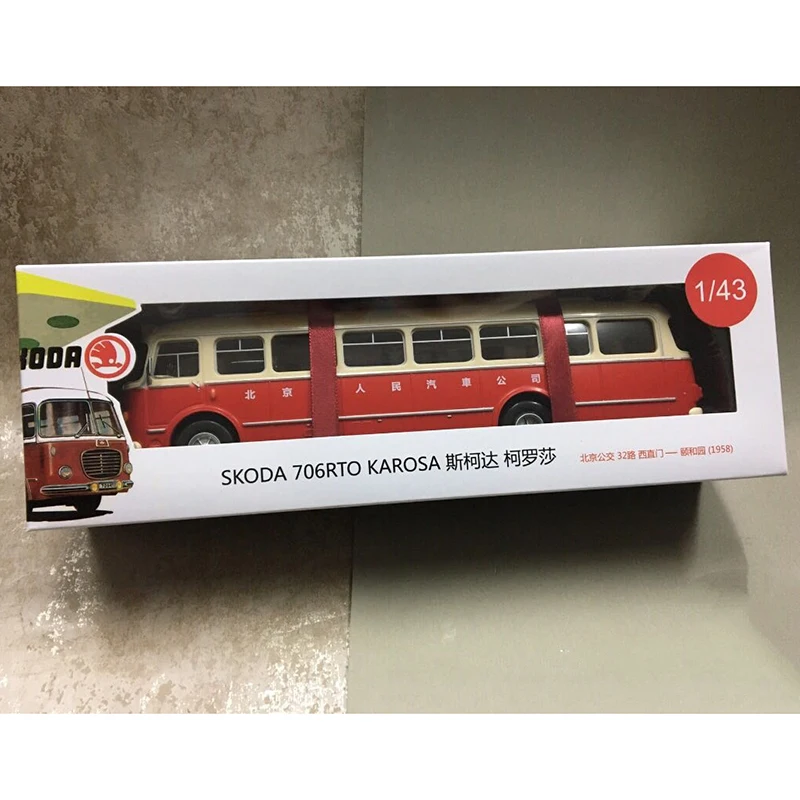 1/43
KODA
北京 人民汽車公司
SKODA 706RTO KAROSA 斯柯达 柯罗莎
北京公交 32路 西直门 — 颐和园 (1958)